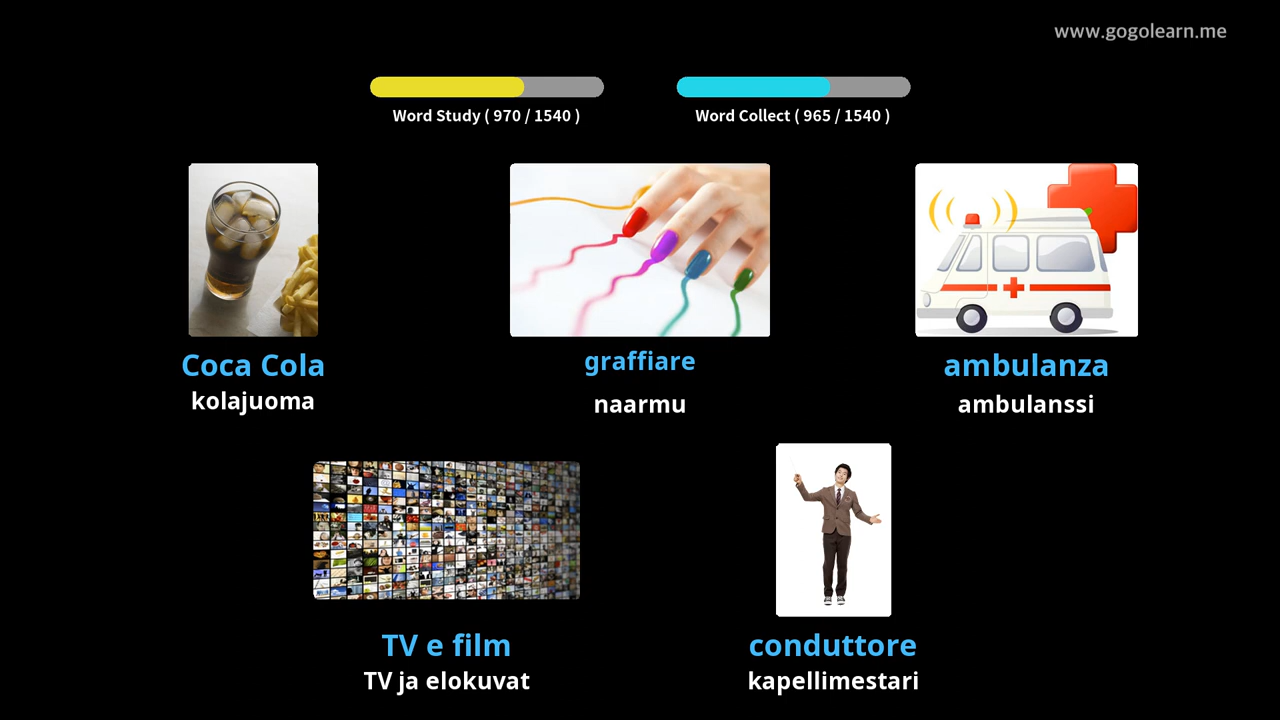 www.gogolearn.me
Word Study ( 970 / 1540 )
Word Collect ( 965 / 1540 )
Coca Cola
kolajuoma
graffiare
naarmu
ambulanza
ambulanssi
TV e film
TV ja elokuvat
conduttore
kapellimestari